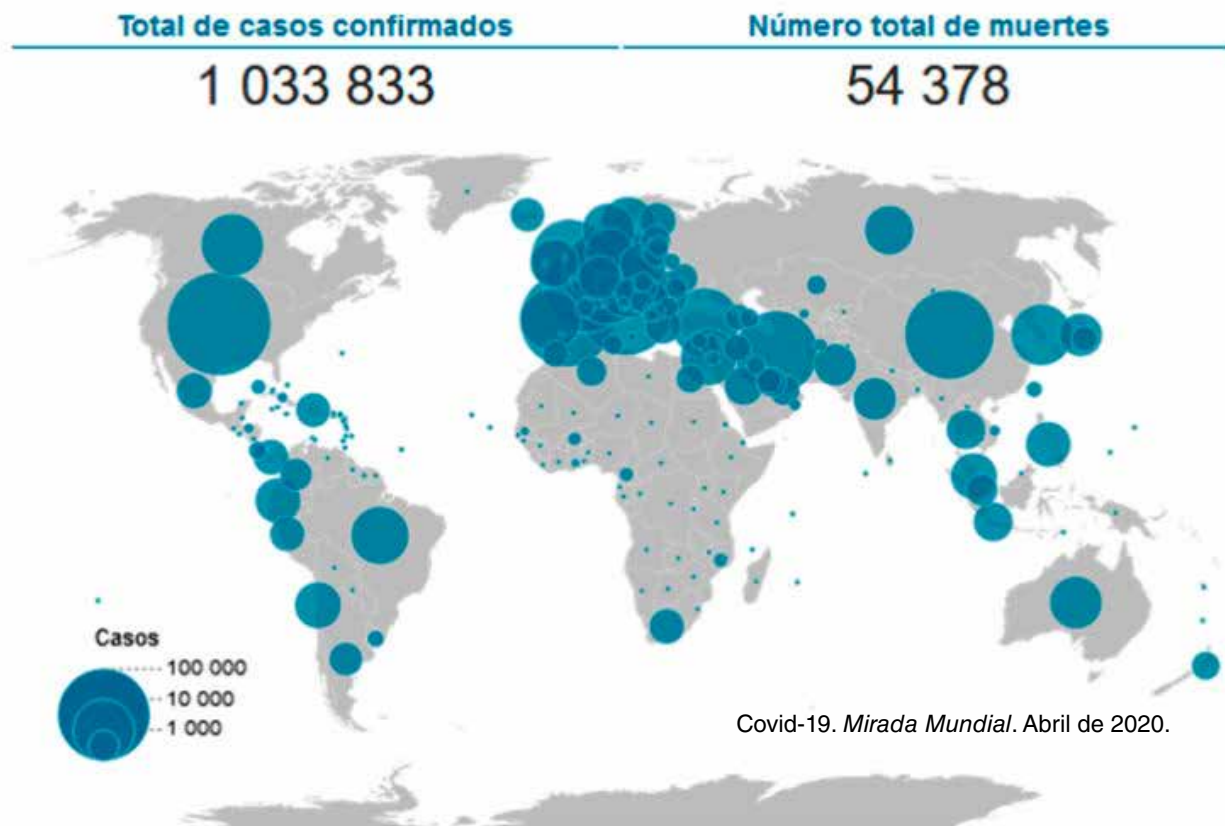 Total de casos confirmados
1 033 833
Número total de muertes
54 378
Casos
100 000
10 000
1 000
Covid-19. Mirada Mundial. Abril de 2020.